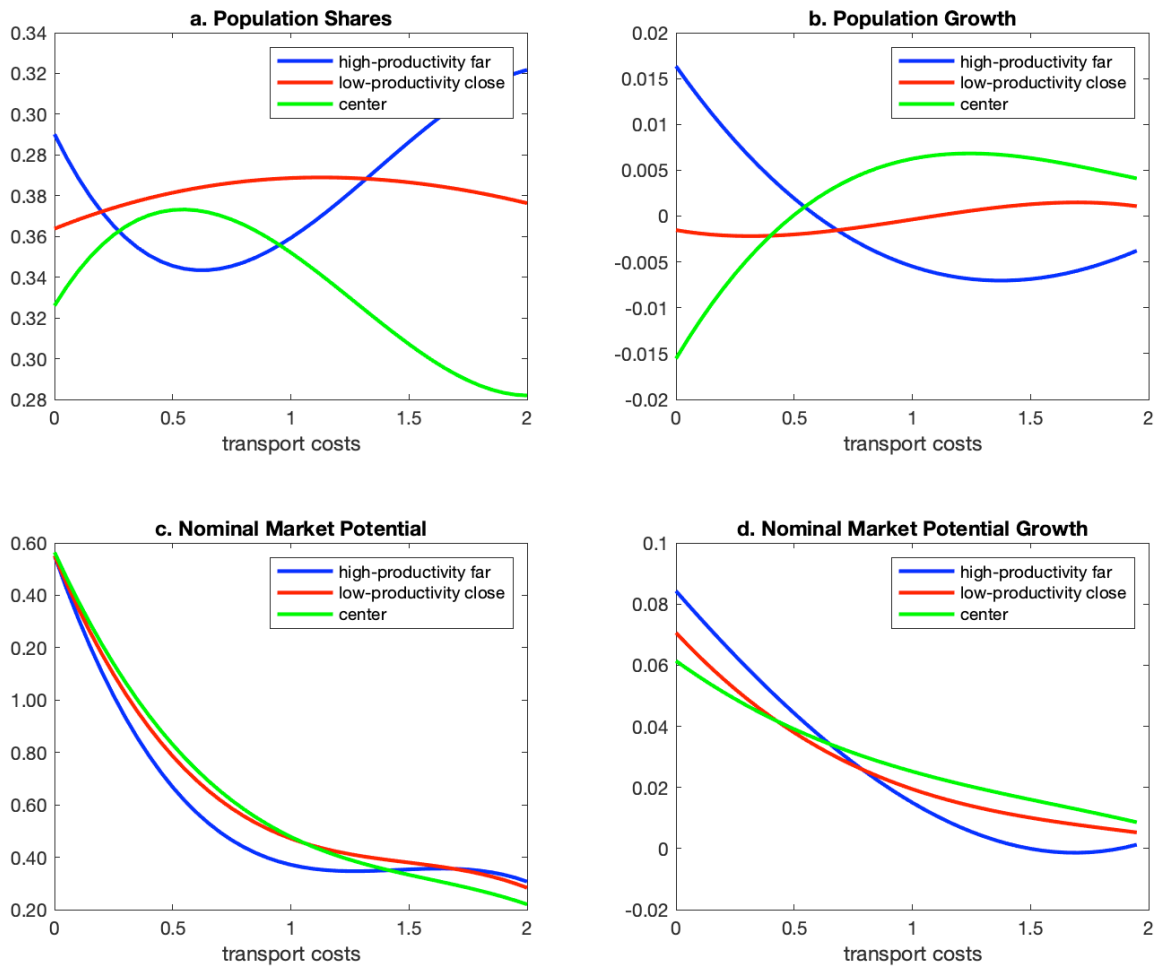 a. Population Shares
0.34
0.32
0.30
0.28
0.38
0.36
0.34
0.32
0.30
0.28
high-productivity far
low-productivity close
center
0
0.5
1
1.5
2
transport costs
b. Population Growth
0.02
0.015
0.01
0.005
0
-0.005
-0.01
-0.015
-0.02
high-productivity far
low-productivity close
center
0
0.5
1
1.5
2
transport costs
c. Nominal Market Potential
0.60
0.40
0.20
1.00
0.80
0.60
0.40
0.20
high-productivity far
low-productivity close
center
0
0.5
1
1.5
2
transport costs
d. Nominal Market Potential Growth
0.1
0.08
0.06
0.04
0.02
0
-0.02
high-productivity far
low-productivity close
center
0
0.5
1
1.5
2
transport costs